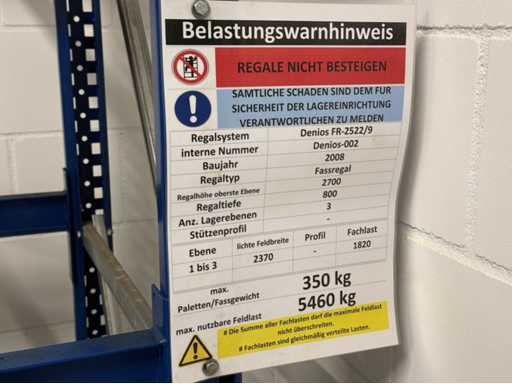 Belastungswarnhinweis
REGALE NICHT BESTEIGEN
SÄMTLICHE SCHÄDEN SIND DEM FÜR
SICHERHEIT DER LAGEREINRICHTUNG
VERANTWORTLICHEN ZU MELDEN
Regalsystem Denios FR-2522/9
interne Nummer Denios-002
Baujahr 2008
Regaltyp Fassregal
Regalhöhe oberste Ebene 2700
Regaltiefe 800
Anz. Lagerebenen 3
Stützenprofil -
Ebene lichte Feldbreite Profil Fachlast
1 bis 3 2370 - 1820
max.
Paletten/Fassgewicht 350 kg
max. nutzbare Feldlast 5460 kg
# Die Summe aller Fachlasten darf die maximale Feldlast
nicht überschreiten.
# Fachlasten sind gleichmäßig verteilte Lasten.